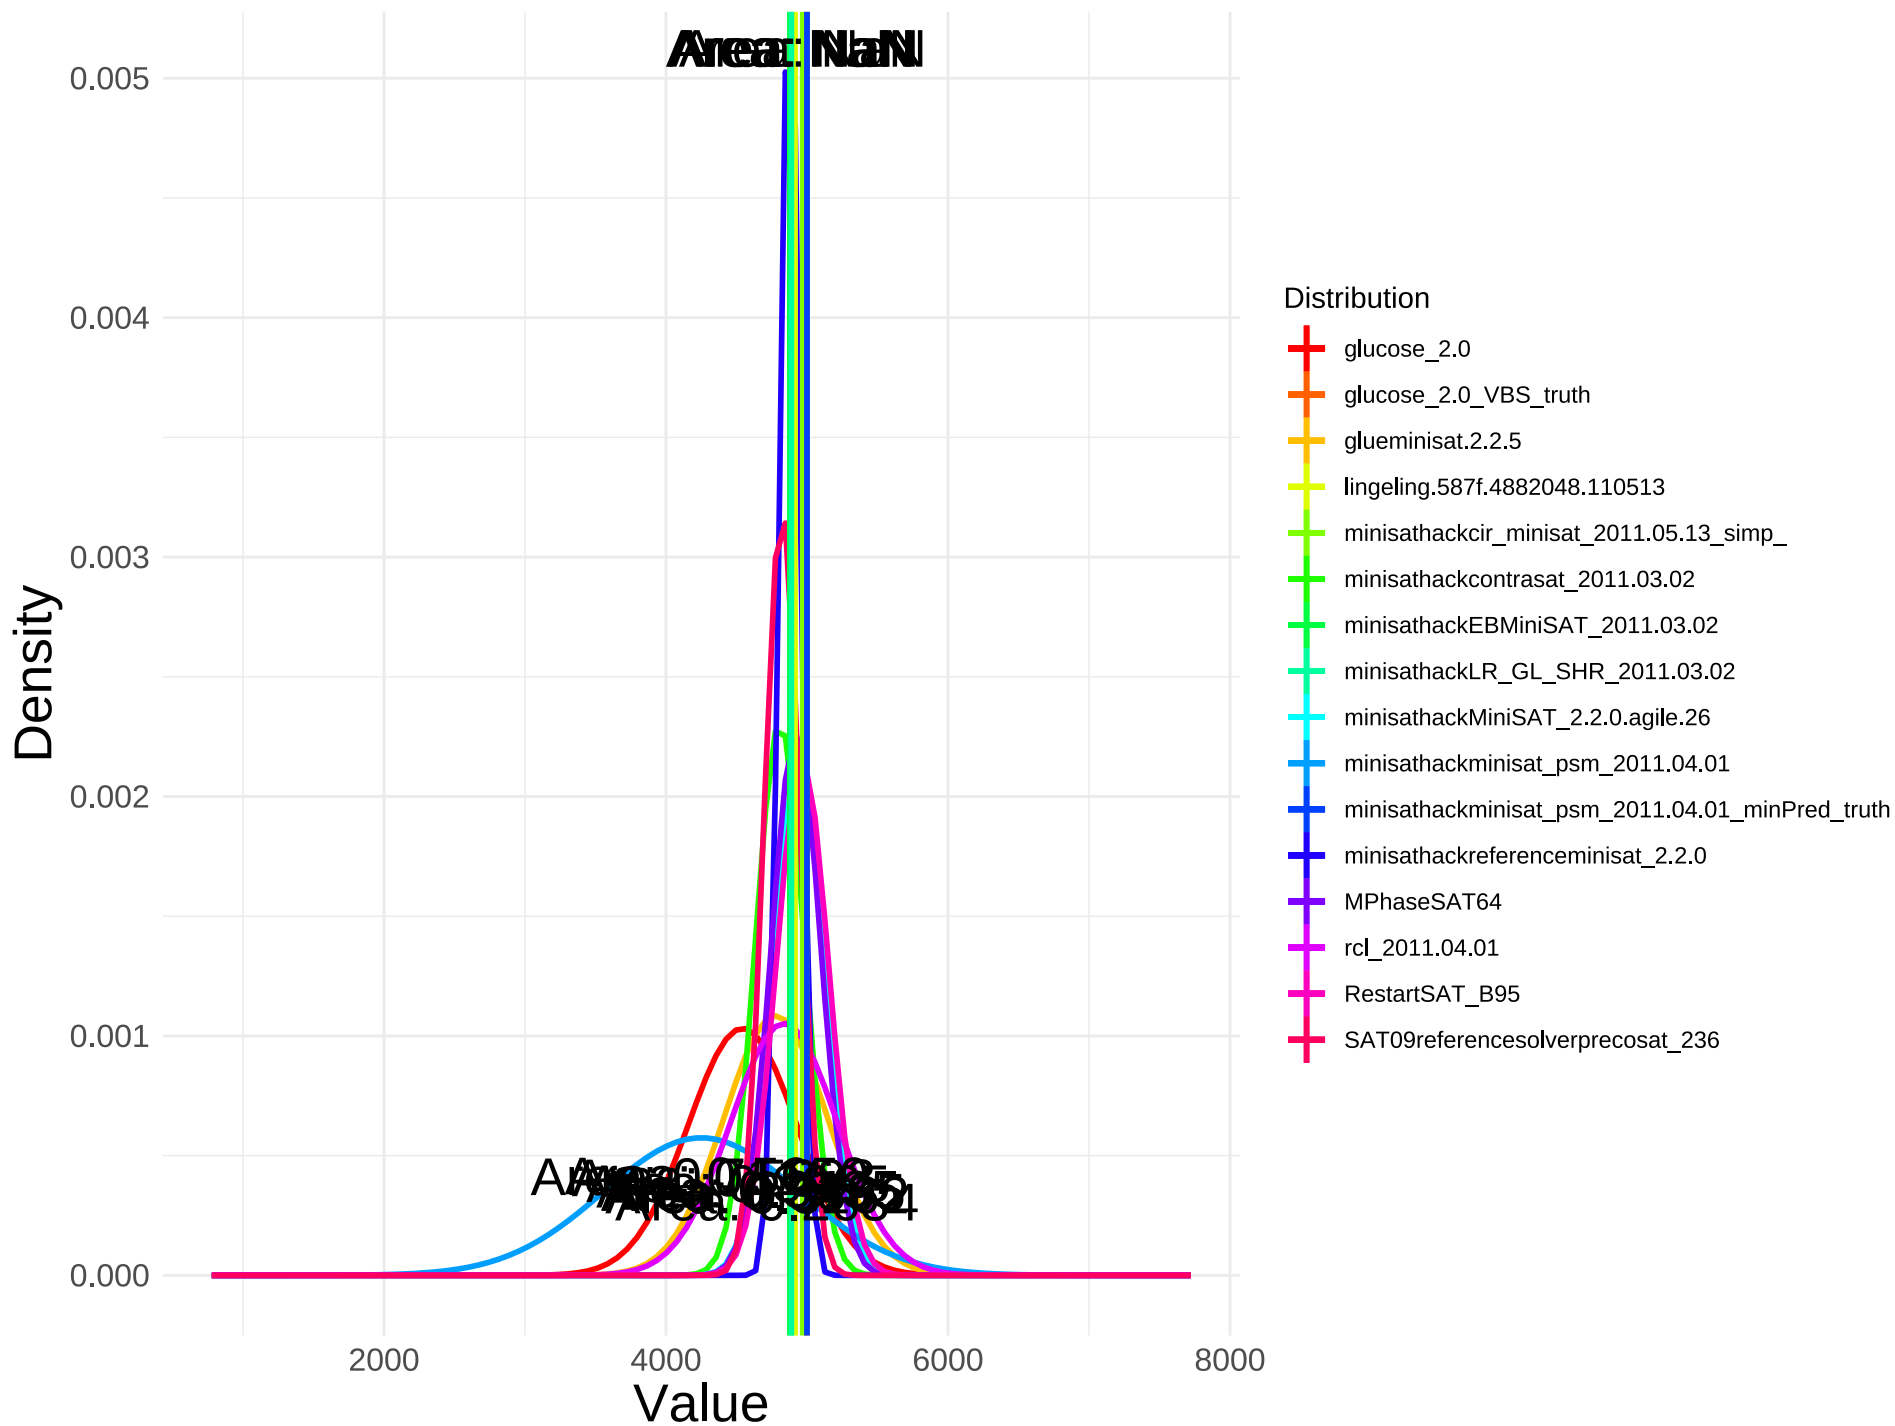 Area: NaN
0.005
0.004
0.003
0.002
0.001
0.000
Density
2000
4000
6000
8000
Value
Distribution
glucose_2.0
glucose_2.0_VBS_truth
glueminisat.2.2.5
lingeling.587f.4882048.110513
minisathackcir_minisat_2011.05.13_simp_
minisathackcontrasat_2011.03.02
minisathackEBMiniSAT_2011.03.02
minisathackLR_GL_SHR_2011.03.02
minisathackMiniSAT_2.2.0.agile.26
minisathackminisat_psm_2011.04.01
minisathackminisat_psm_2011.04.01_minPred_truth
minisathackreferenceminisat_2.2.0
MPhaseSAT64
rcl_2011.04.01
RestartSAT_B95
SAT09referencesolverprecosat_236